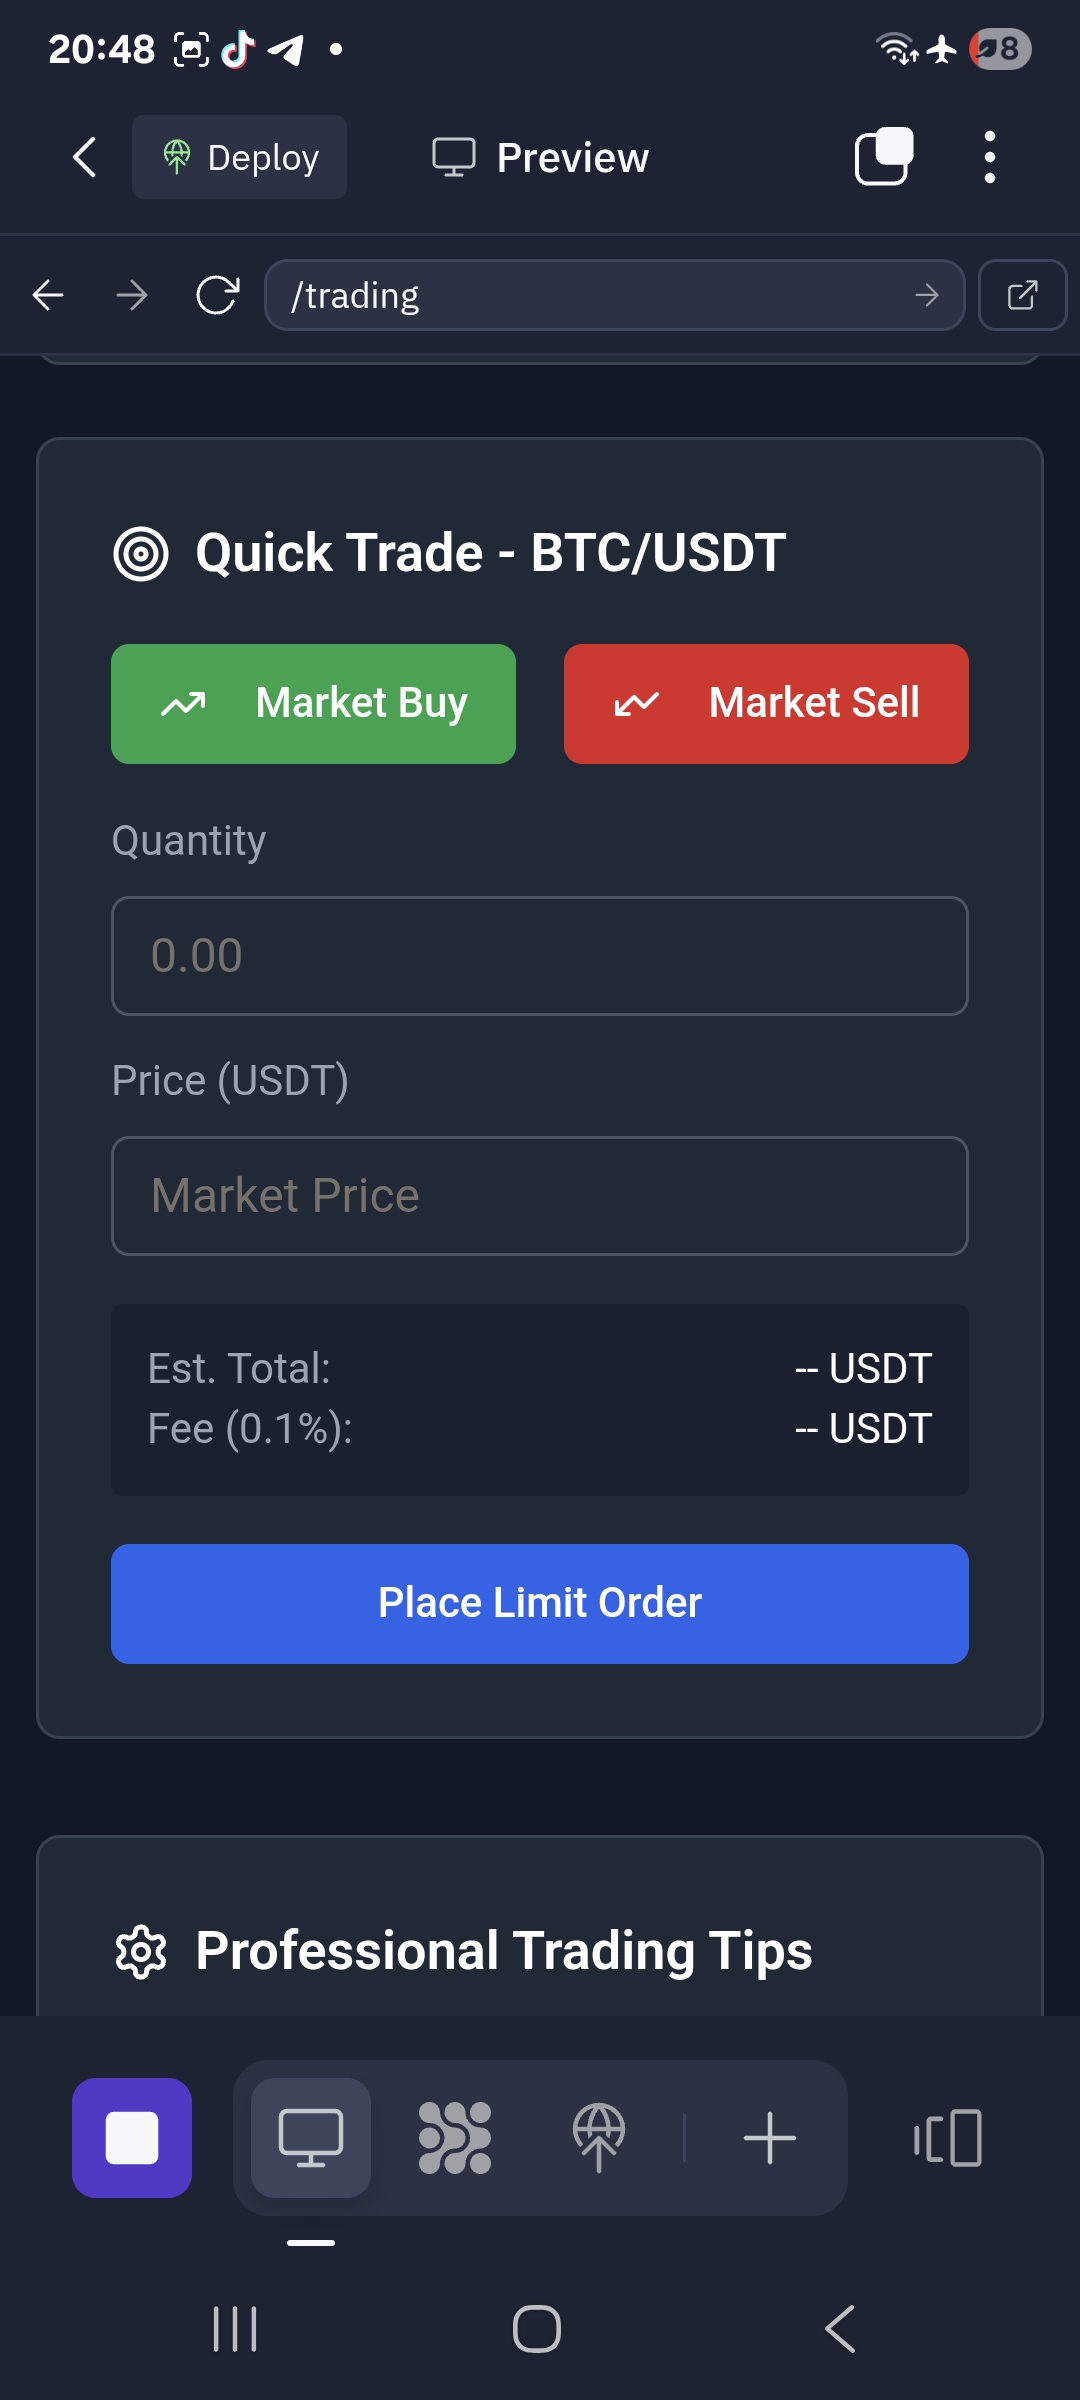 20:48
8
Deploy
Preview
/trading
Quick Trade - BTC/USDT
Market Buy
Market Sell
Quantity
0.00
Price (USDT)
Market Price
Est. Total:
-- USDT
Fee (0.1%):
-- USDT
Place Limit Order
Professional Trading Tips